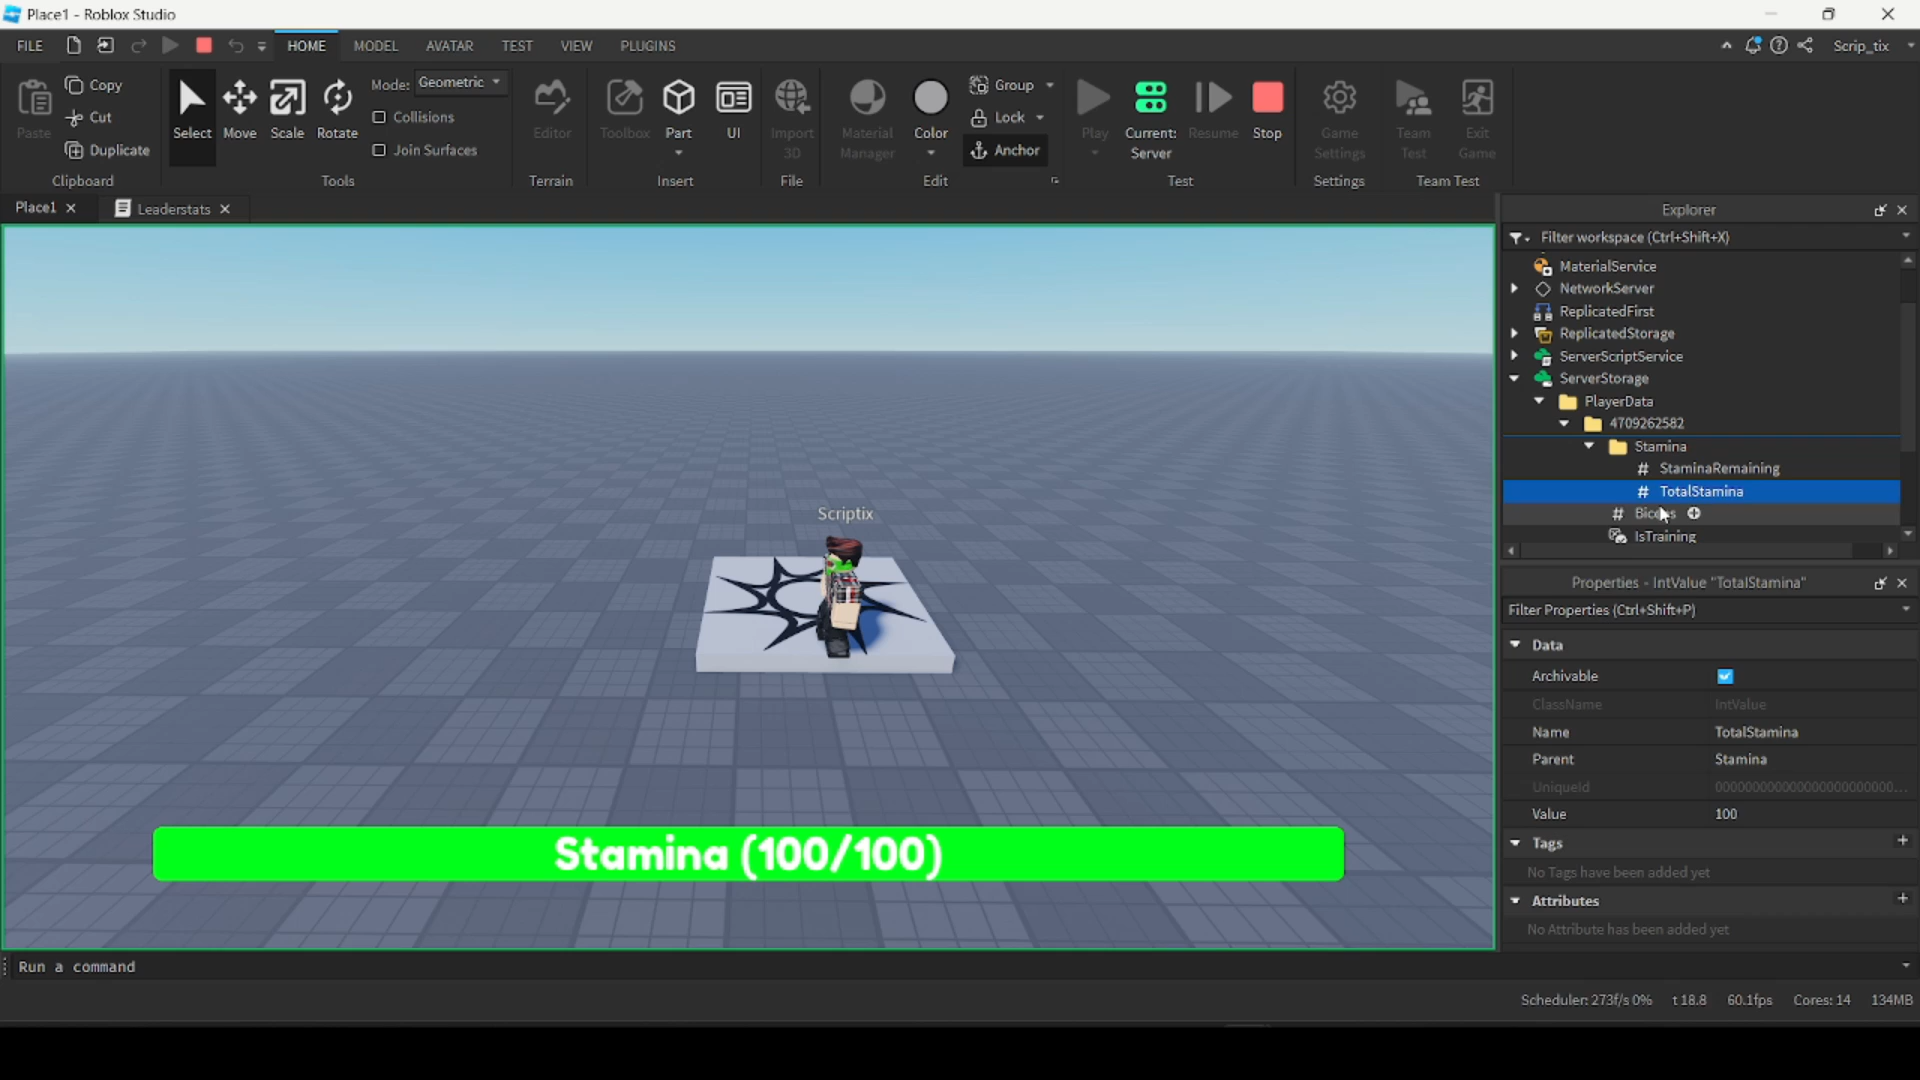 Place1 - Roblox Studio
FILE HOME MODEL AVATAR TEST VIEW PLUGINS Scrip_tix
Paste Copy Cut Duplicate Clipboard
Select Move Scale Rotate Mode: Geometric Collisions Join Surfaces Tools
Editor Terrain
Toolbox Part UI Insert
Import 3D File
Material Manager Color Group Lock Anchor Edit
Play Current: Server Resume Stop Test
Game Settings Settings
Team Test Exit Game Team Test
Place1 Leaderstats
Scriptix
Stamina (100/100)
Explorer
Filter workspace (Ctrl+Shift+X)
MaterialService
NetworkServer
ReplicatedFirst
ReplicatedStorage
ServerScriptService
ServerStorage
PlayerData
4709262582
Stamina
# StaminaRemaining
# TotalStamina
#
IsTraining
Properties - IntValue "TotalStamina"
Filter Properties (Ctrl+Shift+P)
Data
Archivable
ClassName IntValue
Name TotalStamina
Parent Stamina
UniqueId 00000000000000000000000000...
Value 100
Tags +
No Tags have been added yet
Attributes +
No Attribute has been added yet
Run a command
Scheduler: 273f/s 0% t 18.8 60.1fps Cores: 14 134MB